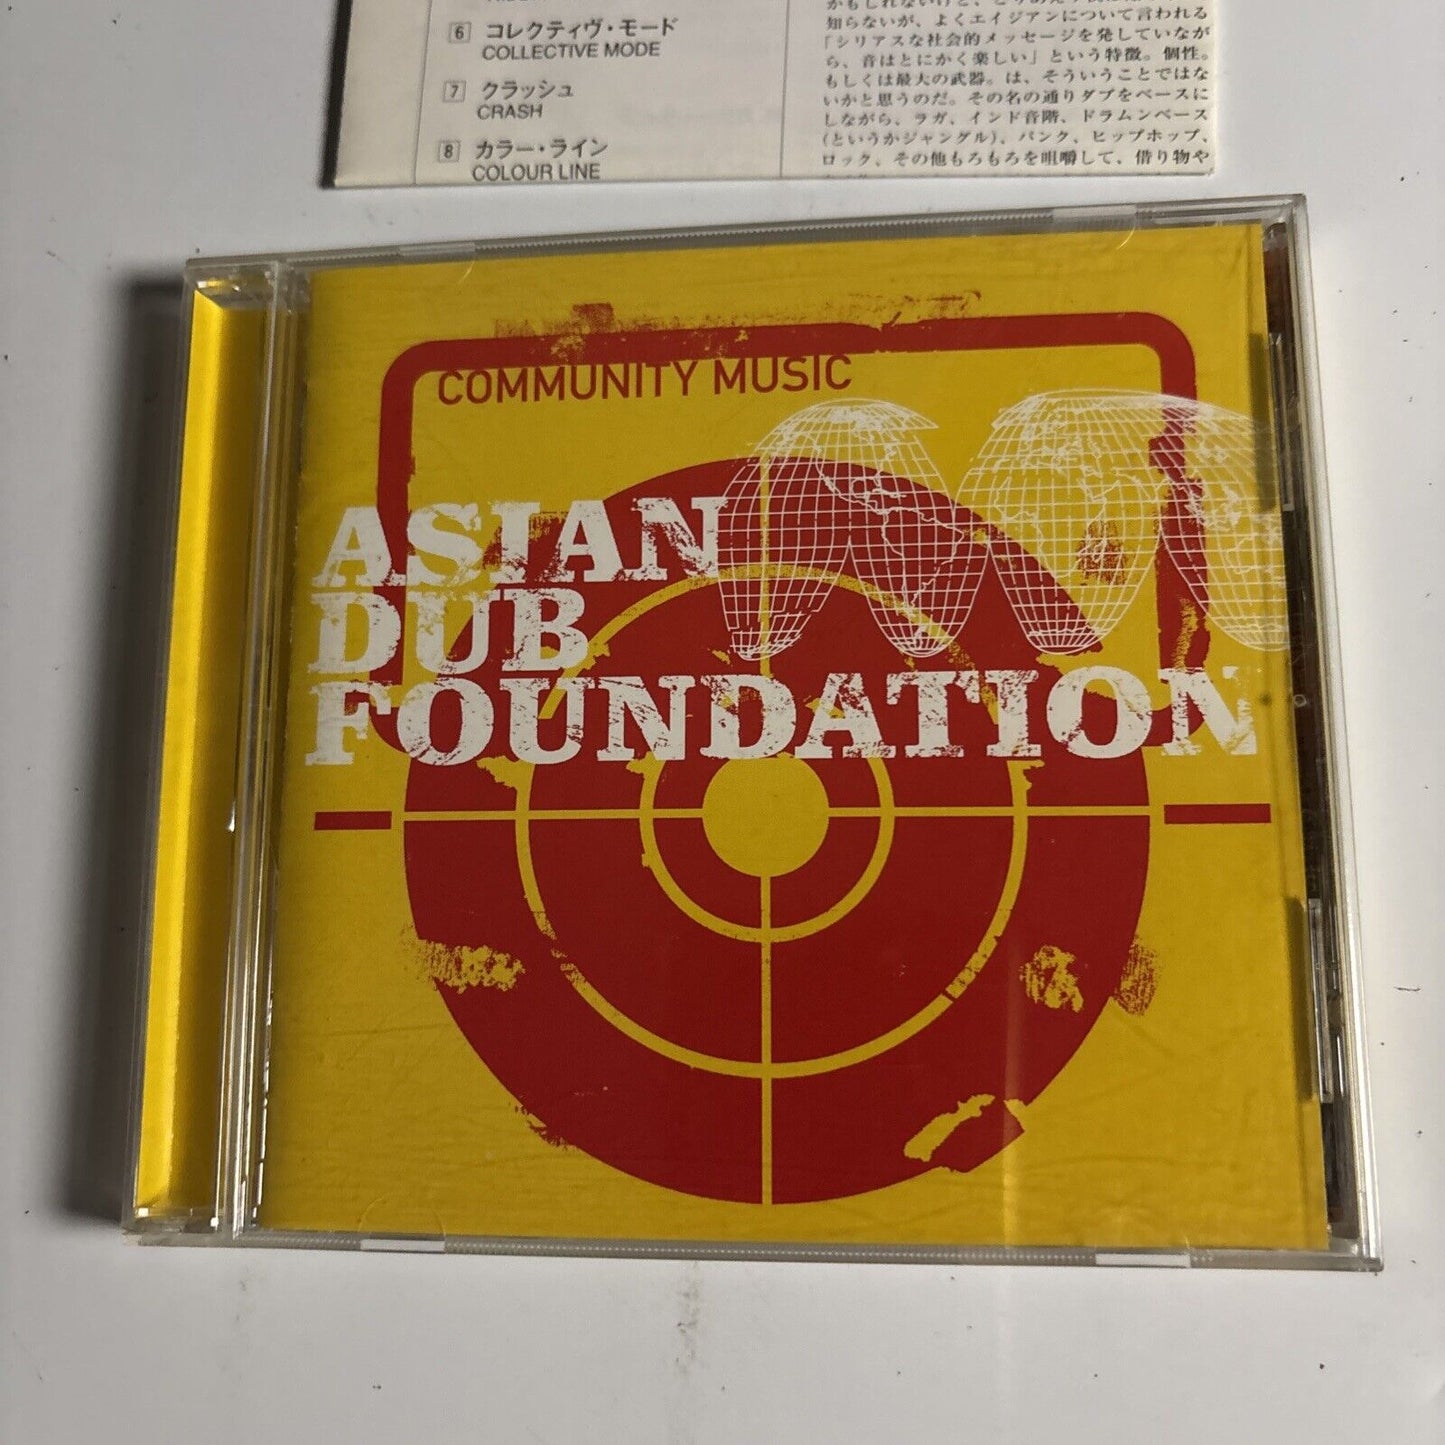 6 コレクティヴ・モード
COLLECTIVE MODE
7 クラッシュ
CRASH
8 カラー・ライン
COLOUR LINE
知らないが、よくエイジアンについて言われる
「シリアスな社会的メッセージを発していなが
ら、音はとにかく楽しい」という特徴。個性。
もしくは最大の武器。は、そういうことではな
いかと思うのだ。その名の通りダブをベースに
しながら、ラガ、インド音階、ドラムンベース
(というかジャングル)、パンク、ヒップホップ、
ロック、その他もろもろを咀嚼して、借り物や
COMMUNITY MUSIC
ASIAN
DUB
FOUNDATION